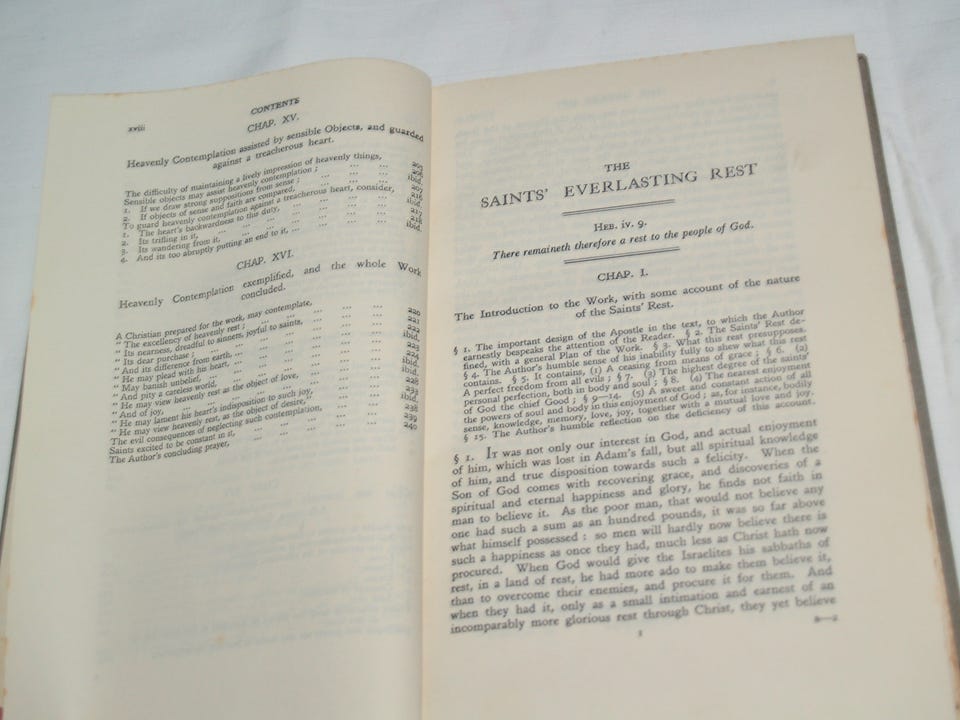 xviii
CONTENTS
CHAP. XV.
Heavenly Contemplation assisted by sensible Objects, and guarded
against a treacherous heart.
The difficulty of maintaining a lively impression of heavenly things, 205
Sensible objects may assist heavenly contemplation ; ... ... 206
1. If we draw strong suppositions from sense ; ... ... ibid.
2. If objects of sense and faith are compared, ... ... 207
To guard heavenly contemplation against a treacherous heart, consider, 216
1. The heart's backwardness to this duty, ... ... ... ibid.
2. Its trifling in it, ... ... ... ... ... 217
3. Its wandering from it, ... ... ... ... 218
4. And its too abruptly putting an end to it, ... ... ... ibid.
CHAP. XVI.
Heavenly Contemplation exemplified, and the whole Work
concluded.
A Christian prepared for the work, may contemplate,
" The excellency of heavenly rest ; ... ... ... 220
" Its nearness, dreadful to sinners, joyful to saints, ... ... 221
" Its dear purchase ; ... ... ... ... 222
" And its difference from earth, ... ... ... ... ibid.
" He may plead with his heart, ... ... ... 223
" May banish unbelief, ... ... ... ... 224
" And pity a careless world, ... ... ... ibid.
" He may view heavenly rest as the object of love, ... ... ibid.
" And of joy, ... ... ... ... 228
" He may lament his heart's indisposition to such joy, ... 233
" He may view heavenly rest, as the object of desire, ... ibid.
The evil consequences of neglecting such contemplation, ... 238
Saints excited to be constant in it, ... ... ... 239
The Author's concluding prayer, ... ... ... 240
THE
SAINTS' EVERLASTING REST
HEB. iv. 9.
There remaineth therefore a rest to the people of God.
CHAP. I.
The Introduction to the Work, with some account of the nature
of the Saints' Rest.
§ 1. The important design of the Apostle in the text, to which the Author
earnestly bespeaks the attention of the Reader. § 2. The Saints' Rest de-
fined, with a general Plan of the Work. § 3. What this rest presupposes.
§ 4. The Author's humble sense of his inability fully to shew what this rest
contains. § 5. It contains, (1) A ceasing from means of grace ; § 6. (2)
A perfect freedom from all evils ; § 7. (3) The highest degree of the saints'
personal perfection, both in body and soul ; § 8. (4) The nearest enjoyment
of God the chief Good ; § 9—14. (5) A sweet and constant action of all
the powers of soul and body in this enjoyment of God ; as, for instance, bodily
sense, knowledge, memory, love, joy, together with a mutual love and joy.
§ 15. The Author's humble reflection on the deficiency of this account.
§ 1. IT was not only our interest in God, and actual enjoyment
of him, which was lost in Adam's fall, but all spiritual knowledge
of him, and true disposition towards such a felicity. When the
Son of God comes with recovering grace, and discoveries of a
spiritual and eternal happiness and glory, he finds not faith in
man to believe it. As the poor man, that would not believe any
one had such a sum as an hundred pounds, it was so far above
what himself possessed : so men will hardly now believe there is
such a happiness as once they had, much less as Christ hath now
procured. When God would give the Israelites his sabbaths of
rest, in a land of rest, he had more ado to make them believe it,
than to overcome their enemies, and procure it for them. And
when they had it, only as a small intimation and earnest of an
incomparably more glorious rest through Christ, they yet believe
1